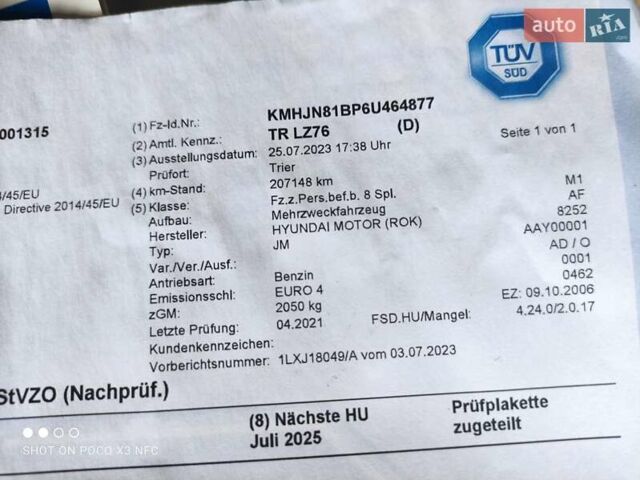 auto RIA .com
TÜV
SÜD
001315
(1) Fz-Id.Nr.: KMHJN81BP6U464877
(2) Amtl. Kennz.: TR LZ76 (D)
Seite 1 von 1
(3) Ausstellungsdatum: 25.07.2023 17:38 Uhr
Prüfort: Trier
4/45/EU
(4) km-Stand: 207148 km
Directive 2014/45/EU
(5) Klasse: Fz.z.Pers.bef.b. 8 Spl. M1
Aufbau: Mehrzweckfahrzeug AF
Hersteller: HYUNDAI MOTOR (ROK) 8252
Typ: JM AAY00001
Var./Ver./Ausf.: AD / O
Antriebsart: Benzin 0001
Emissionsschl.: EURO 4 0462
zGM: 2050 kg EZ: 09.10.2006
Letzte Prüfung: 04.2021 FSD.HU/Mangel: 4.24.0/2.0.17
Kundenkennzeichen:
Vorberichtsnummer: 1LXJ18049/A vom 03.07.2023
StVZO (Nachprüf.)
(8) Nächste HU
Juli 2025
Prüfplakette
zugeteilt
SHOT ON POCO X3 NFC